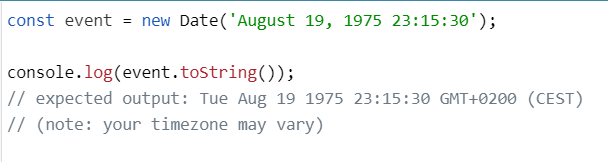 const event = new Date('August 19, 1975 23:15:30');
console.log(event.toString());
// expected output: Tue Aug 19 1975 23:15:30 GMT+0200 (CEST)
// (note: your timezone may vary)